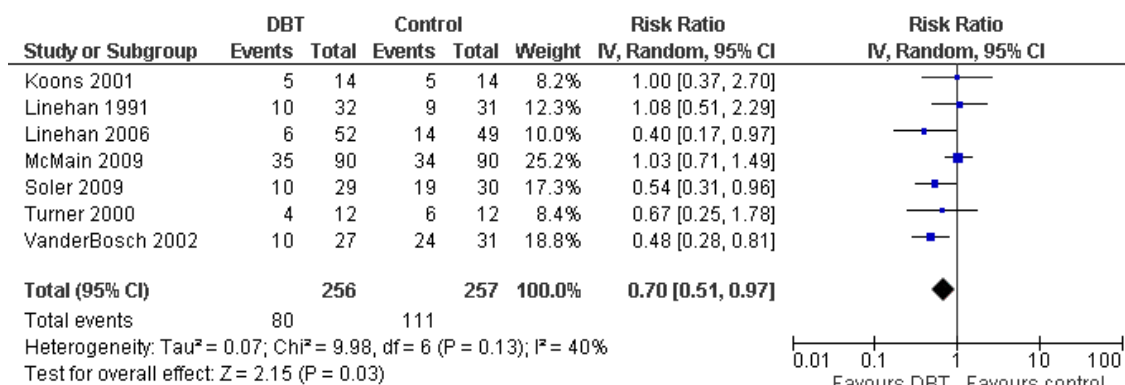 DBT Control Risk Ratio Risk Ratio
Study or Subgroup Events Total Events Total Weight IV, Random, 95% CI IV, Random, 95% CI
Koons 2001 5 14 5 14 8.2% 1.00 [0.37, 2.70]
Linehan 1991 10 32 9 31 12.3% 1.08 [0.51, 2.29]
Linehan 2006 6 52 14 49 10.0% 0.40 [0.17, 0.97]
McMain 2009 35 90 34 90 25.2% 1.03 [0.71, 1.49]
Soler 2009 10 29 19 30 17.3% 0.54 [0.31, 0.96]
Turner 2000 4 12 6 12 8.4% 0.67 [0.25, 1.78]
VanderBosch 2002 10 27 24 31 18.8% 0.48 [0.28, 0.81]
Total (95% CI) 256 257 100.0% 0.70 [0.51, 0.97]
Total events 80 111
Heterogeneity: Tau² = 0.07; Chi² = 9.98, df = 6 (P = 0.13); I² = 40%
Test for overall effect: Z = 2.15 (P = 0.03)
0.01 0.1 1 10 100
Favours DBT Favours control